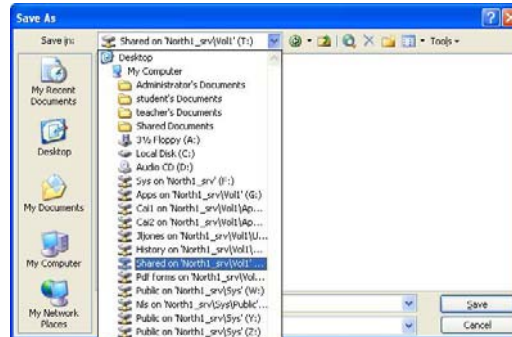 Save As
Save in:
Shared on 'North1_srv\Vol1' (T:)
Tools
My Recent
Documents
Desktop
My Documents
My Computer
My Network
Places
Desktop
My Computer
Administrator's Documents
student's Documents
teacher's Documents
Shared Documents
3½ Floppy (A:)
Local Disk (C:)
Audio CD (D:)
Sys on 'North1_srv' (F:)
Apps on 'North1_srv\Vol1' (G:)
Cai1 on 'North1_srv\Vol1\Ap...
Cai2 on 'North1_srv\Vol1\Ap...
Jljones on 'North1_srv\Vol1\U...
History on 'North1_srv\Vol1\...
Shared on 'North1_srv\Vol1' ...
Pdf Forms on 'North1_srv\Vol...
Public on 'North1_srv\Sys' (W:)
Nls on 'North1_srv\Sys\Public'...
Public on 'North1_srv\Sys' (Y:)
Public on 'North1_srv\Sys' (Z:)
Save
Cancel